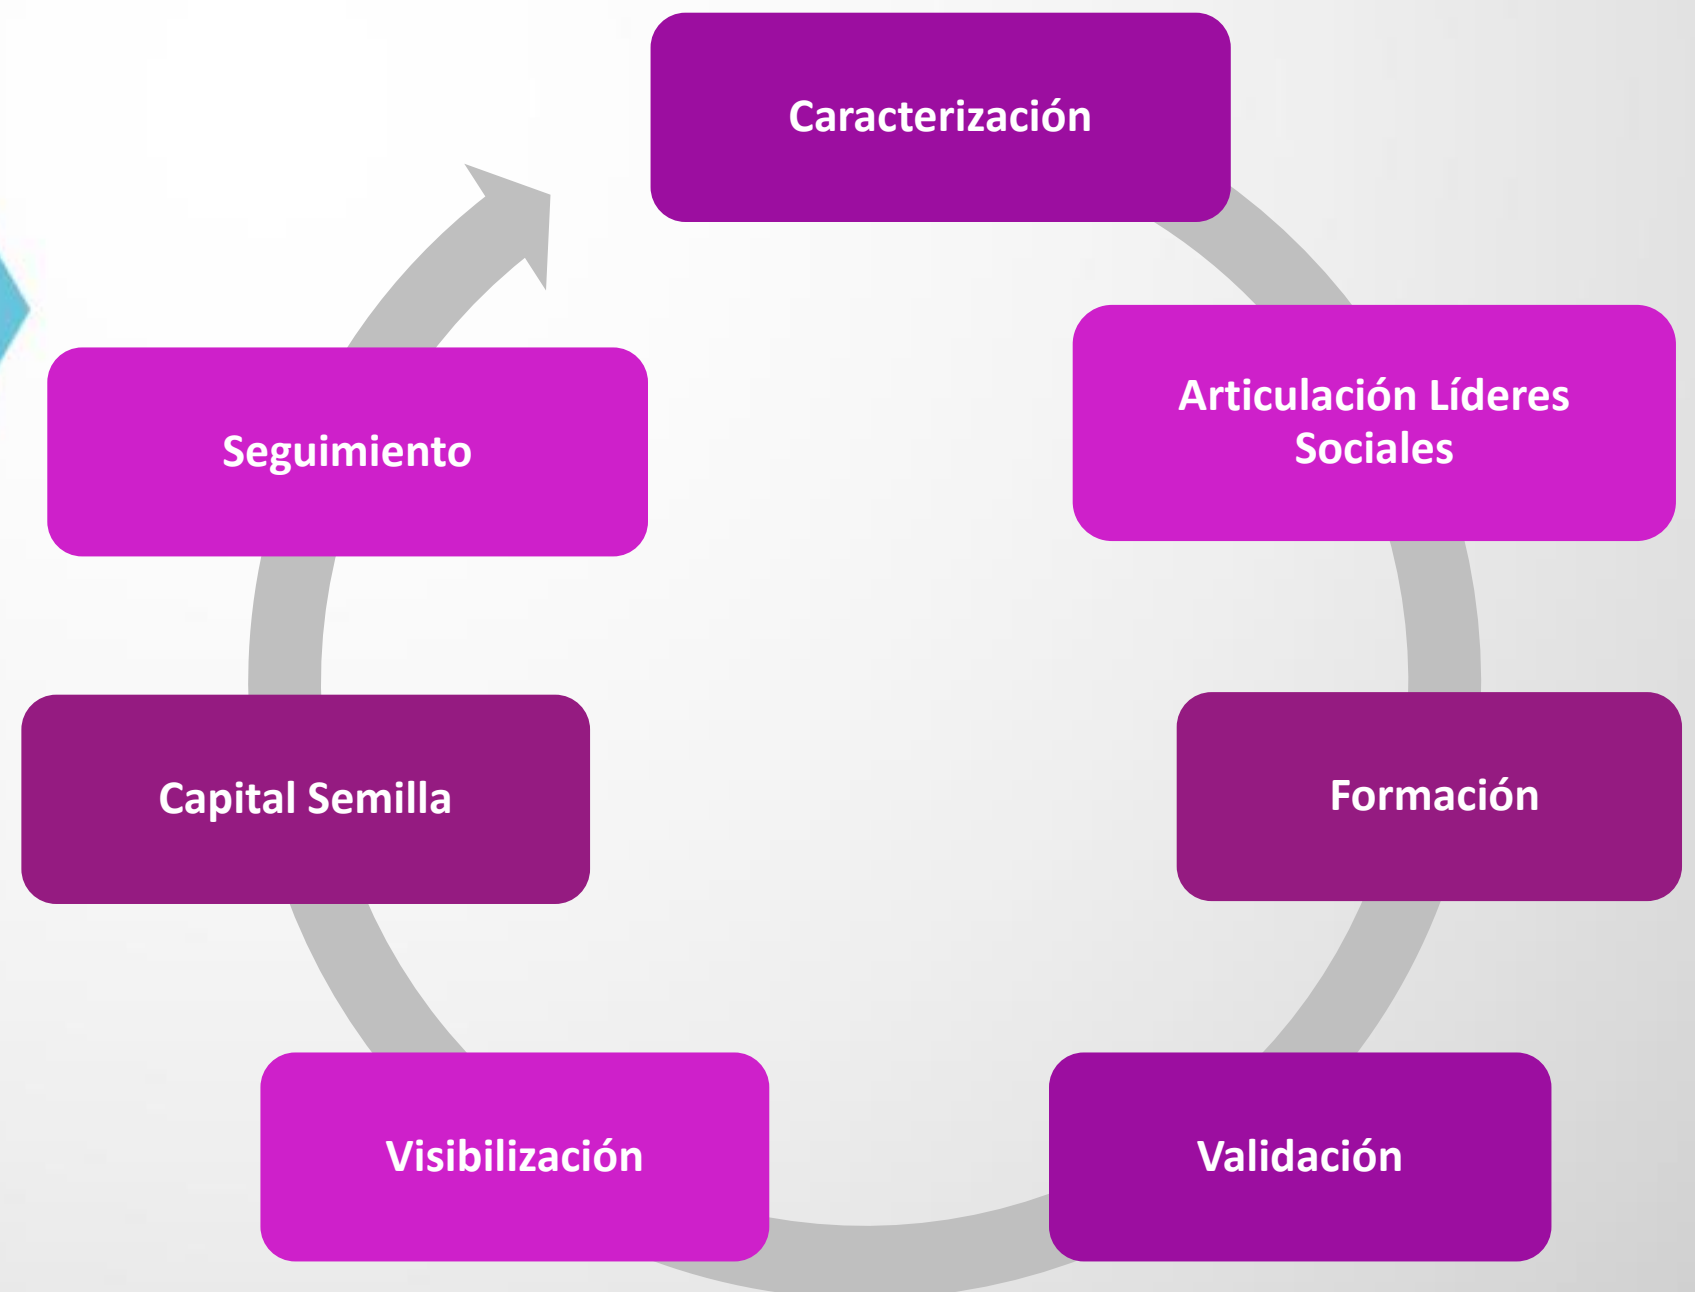 Caracterización
Articulación Líderes
Sociales
Formación
Validación
Visibilización
Capital Semilla
Seguimiento